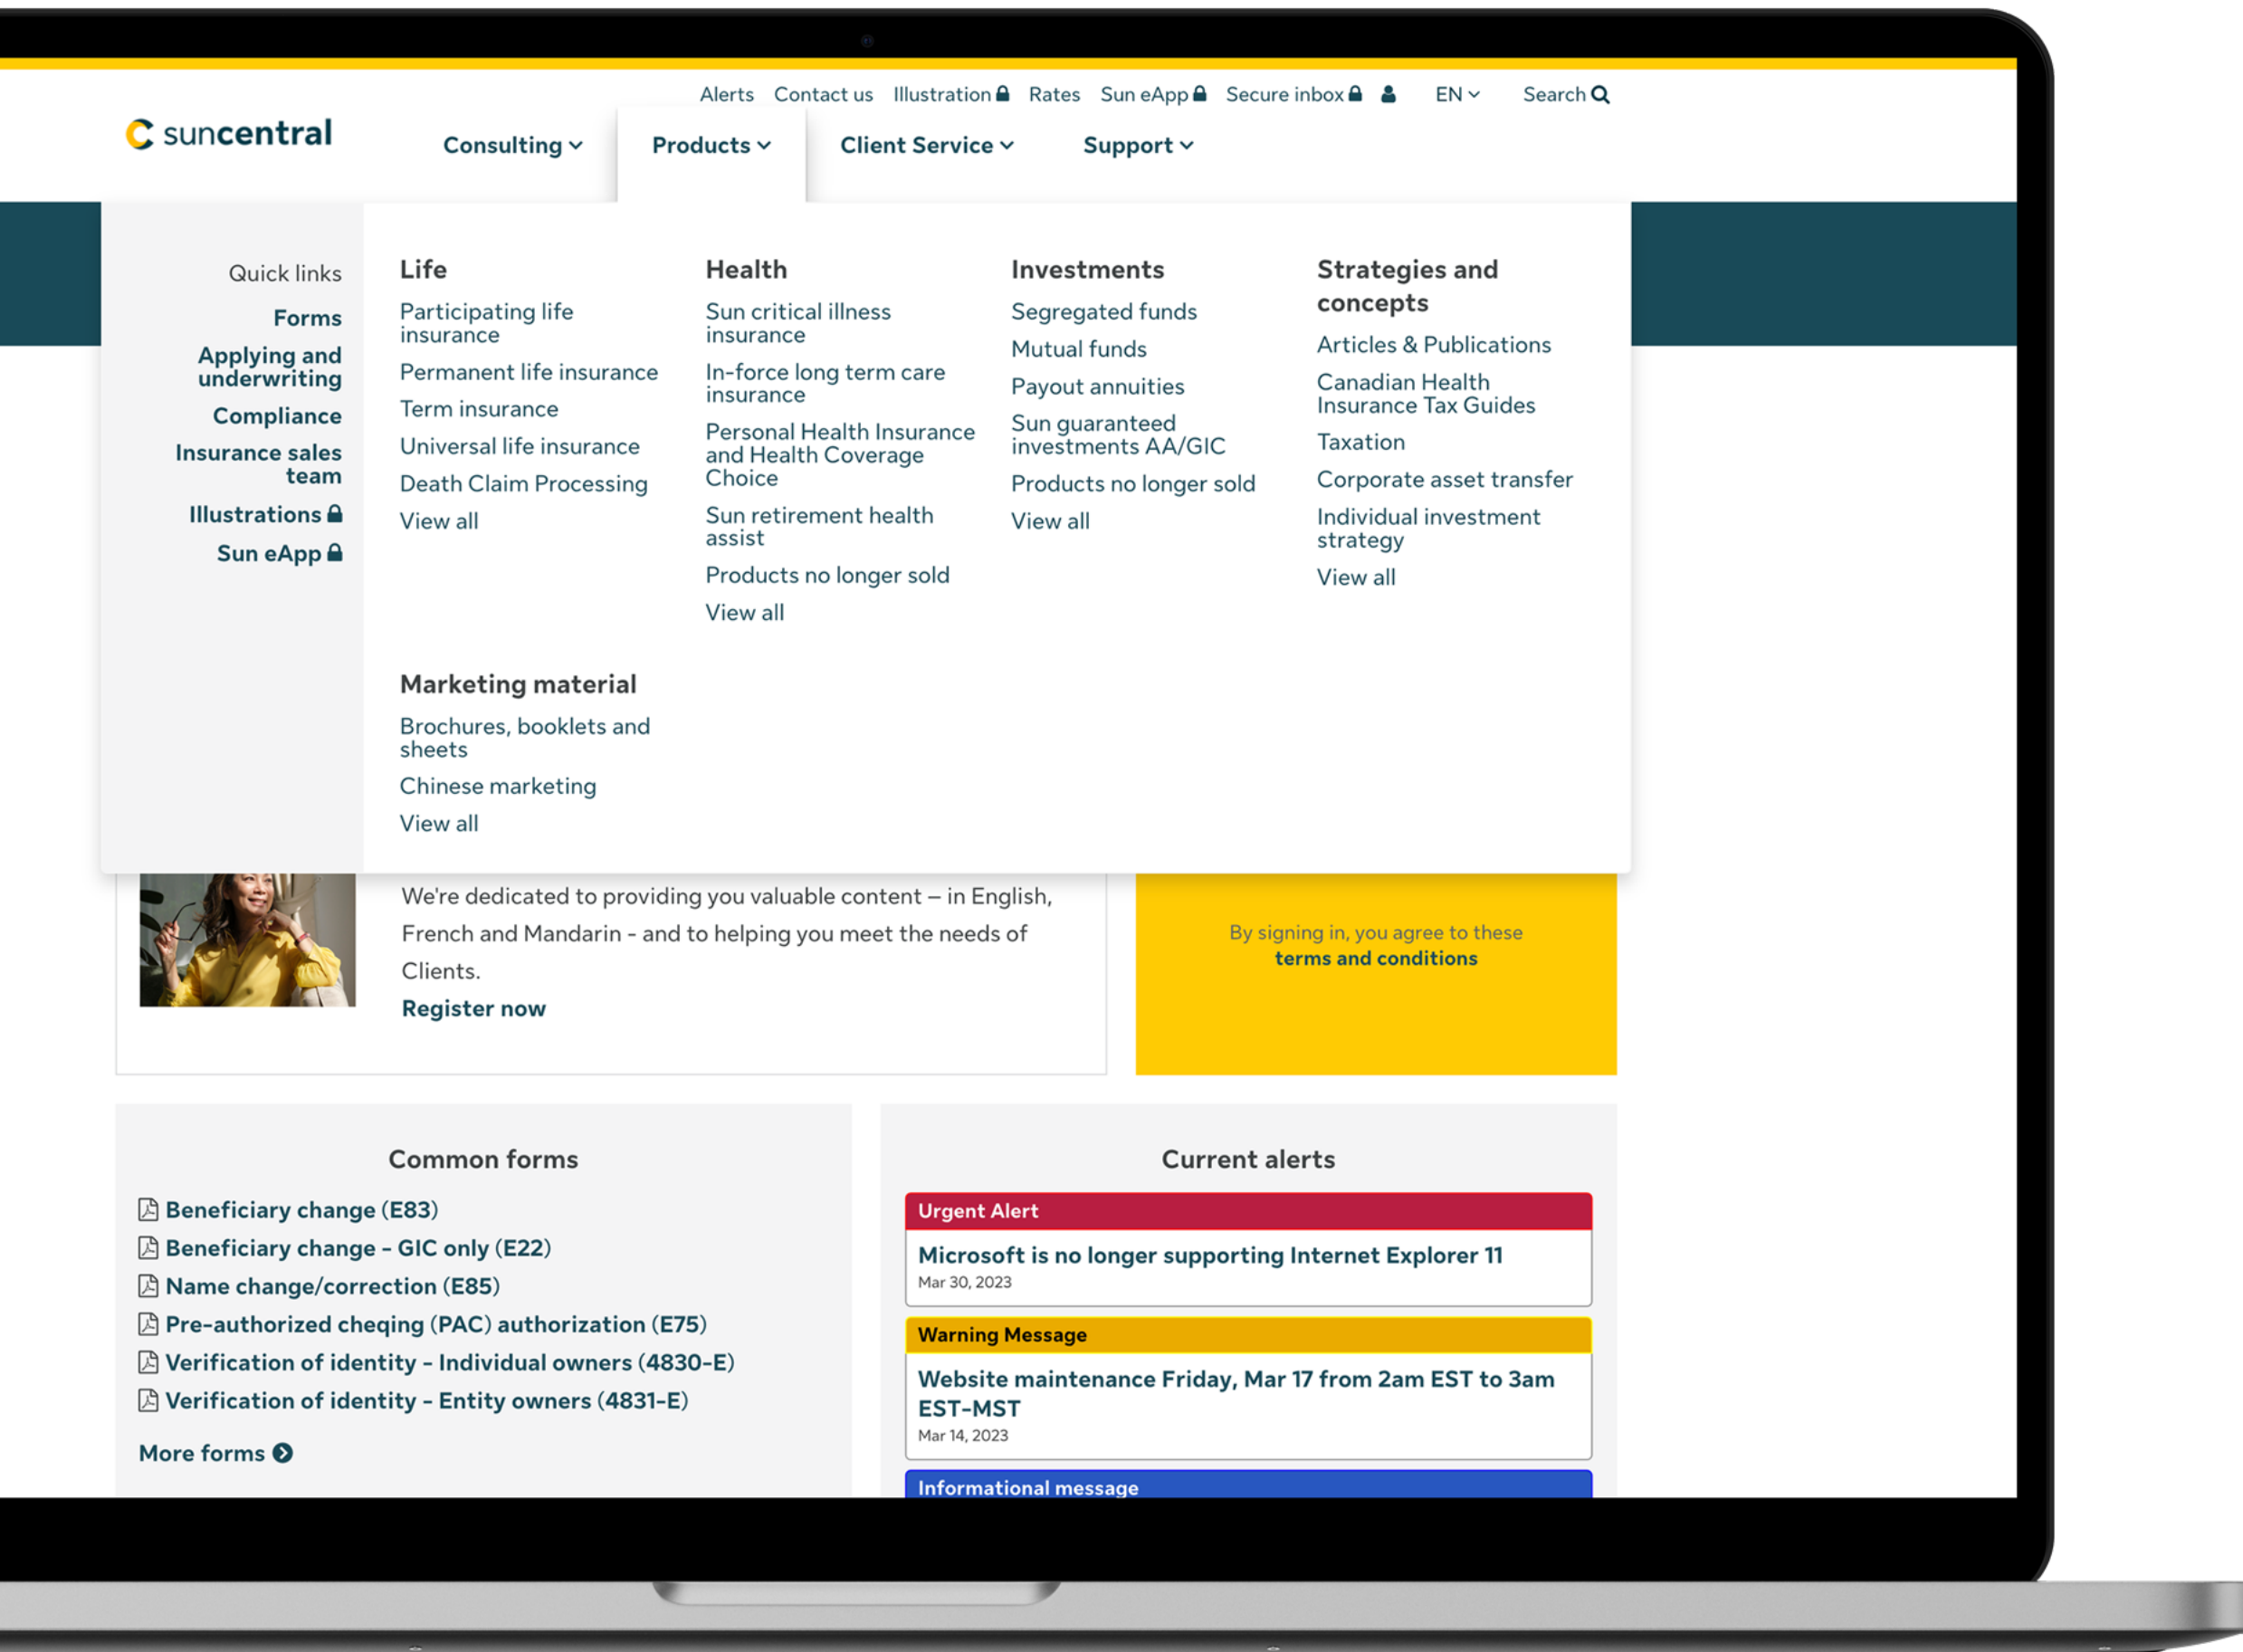 Alerts Contact us Illustration Rates Sun eApp Secure inbox EN Search
suncentral
Consulting Products Client Service Support
Quick links
Forms
Applying and
underwriting
Compliance
Insurance sales
team
Illustrations
Sun eApp
Life
Participating life
insurance
Permanent life insurance
Term insurance
Universal life insurance
Death Claim Processing
View all
Health
Sun critical illness
insurance
In-force long term care
insurance
Personal Health Insurance
and Health Coverage
Choice
Sun retirement health
assist
Products no longer sold
View all
Investments
Segregated funds
Mutual funds
Payout annuities
Sun guaranteed
investments AA/GIC
Products no longer sold
View all
Strategies and
concepts
Articles & Publications
Canadian Health
Insurance Tax Guides
Taxation
Corporate asset transfer
Individual investment
strategy
View all
Marketing material
Brochures, booklets and
sheets
Chinese marketing
View all
We're dedicated to providing you valuable content – in English,
French and Mandarin - and to helping you meet the needs of
Clients.
Register now
By signing in, you agree to these
terms and conditions
Common forms
Beneficiary change (E83)
Beneficiary change - GIC only (E22)
Name change/correction (E85)
Pre-authorized cheqing (PAC) authorization (E75)
Verification of identity - Individual owners (4830-E)
Verification of identity - Entity owners (4831-E)
More forms
Current alerts
Urgent Alert
Microsoft is no longer supporting Internet Explorer 11
Mar 30, 2023
Warning Message
Website maintenance Friday, Mar 17 from 2am EST to 3am
EST-MST
Mar 14, 2023
Informational message